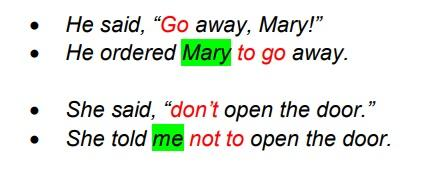 • He said, “Go away, Mary!”
• He ordered Mary to go away.
• She said, “don’t open the door.”
• She told me not to open the door.